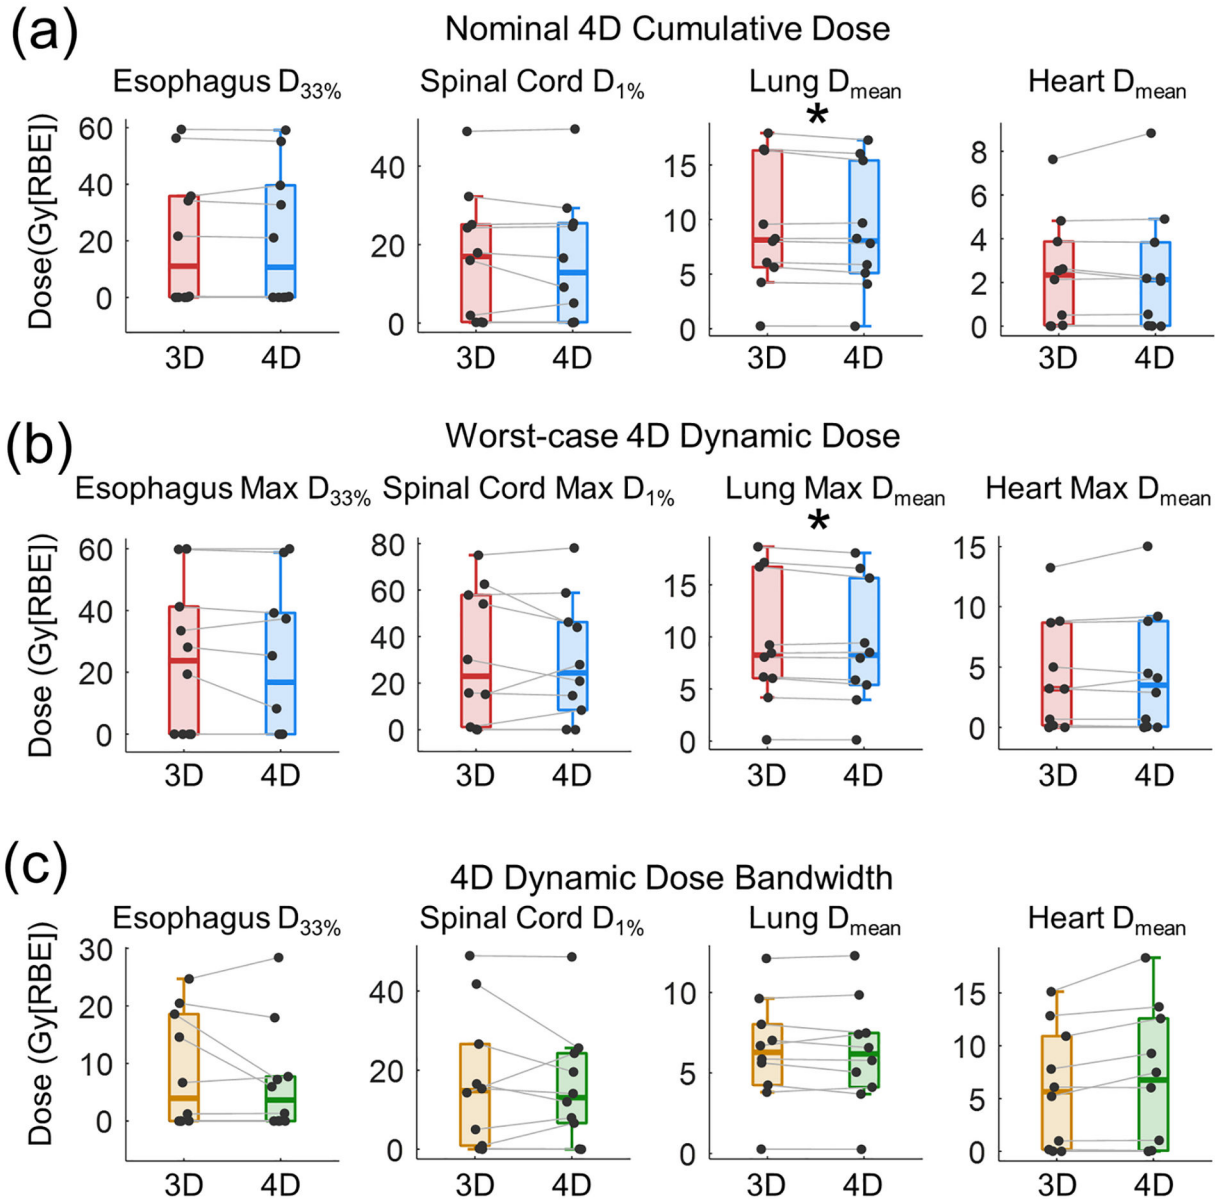 (a)
Nominal 4D Cumulative Dose
Esophagus D33% Spinal Cord D1% Lung Dmean Heart Dmean
*
Dose(Gy[RBE])
60 40 20 0
40 20 0
15 10 5 0
8 6 4 2 0
3D 4D 3D 4D 3D 4D 3D 4D
(b)
Worst-case 4D Dynamic Dose
Esophagus Max D33% Spinal Cord Max D1% Lung Max Dmean Heart Max Dmean
*
Dose (Gy[RBE])
60 40 20 0
80 60 40 20 0
15 10 5 0
15 10 5 0
3D 4D 3D 4D 3D 4D 3D 4D
(c)
4D Dynamic Dose Bandwidth
Esophagus D33% Spinal Cord D1% Lung Dmean Heart Dmean
Dose (Gy[RBE])
30 20 10 0
40 20 0
10 5 0
15 10 5 0
3D 4D 3D 4D 3D 4D 3D 4D